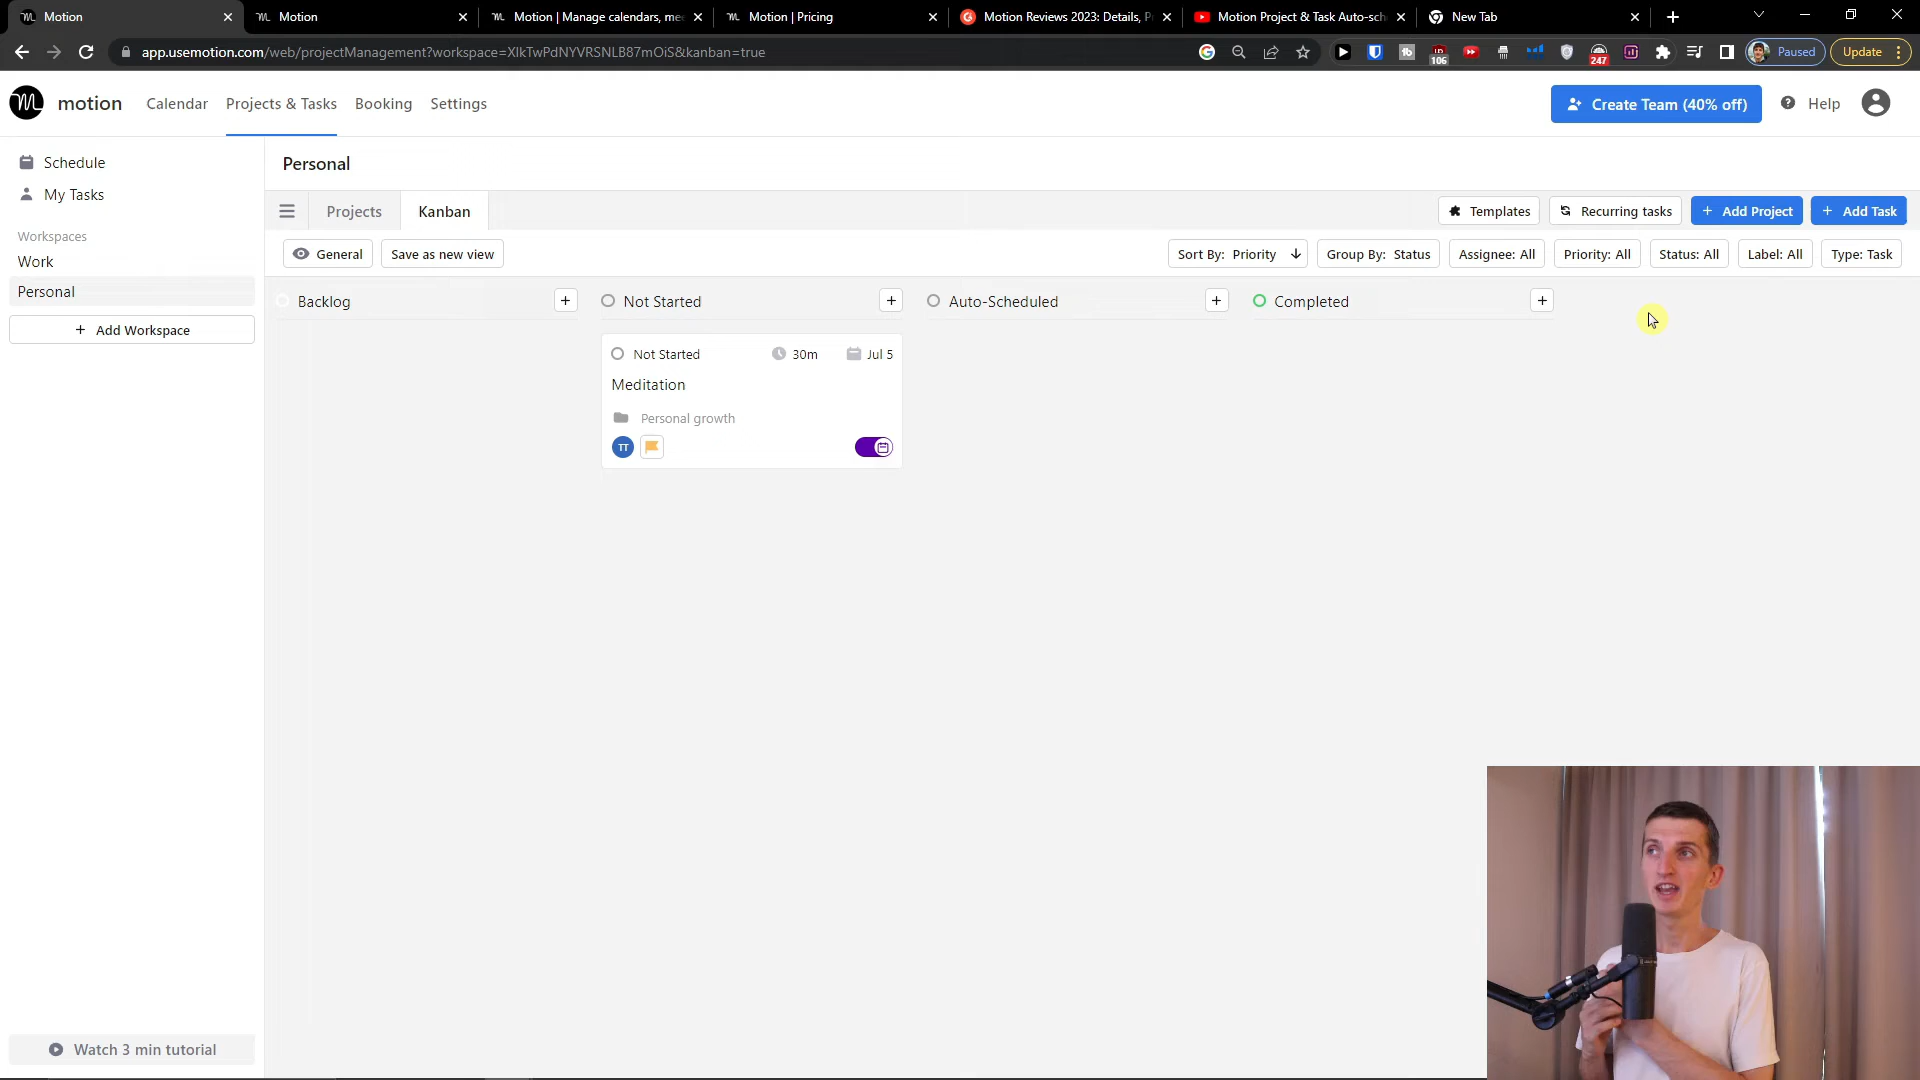 Motion
Motion
Motion | Manage calendars, me
Motion | Pricing
Motion Reviews 2023: Details, P
Motion Project & Task Auto-sch
New Tab
app.usemotion.com/web/projectManagement?workspace=XIkTwPdNYVRSNLB87mOiS&kanban=true
106
247
Paused
Update
motion
Calendar
Projects & Tasks
Booking
Settings
Create Team (40% off)
Help
Schedule
My Tasks
Workspaces
Work
Personal
Add Workspace
Watch 3 min tutorial
Personal
Projects
Kanban
Templates
Recurring tasks
Add Project
Add Task
General
Save as new view
Sort By: Priority
Group By: Status
Assignee: All
Priority: All
Status: All
Label: All
Type: Task
Backlog
Not Started
Auto-Scheduled
Completed
Not Started
30m
Jul 5
Meditation
Personal growth
TT